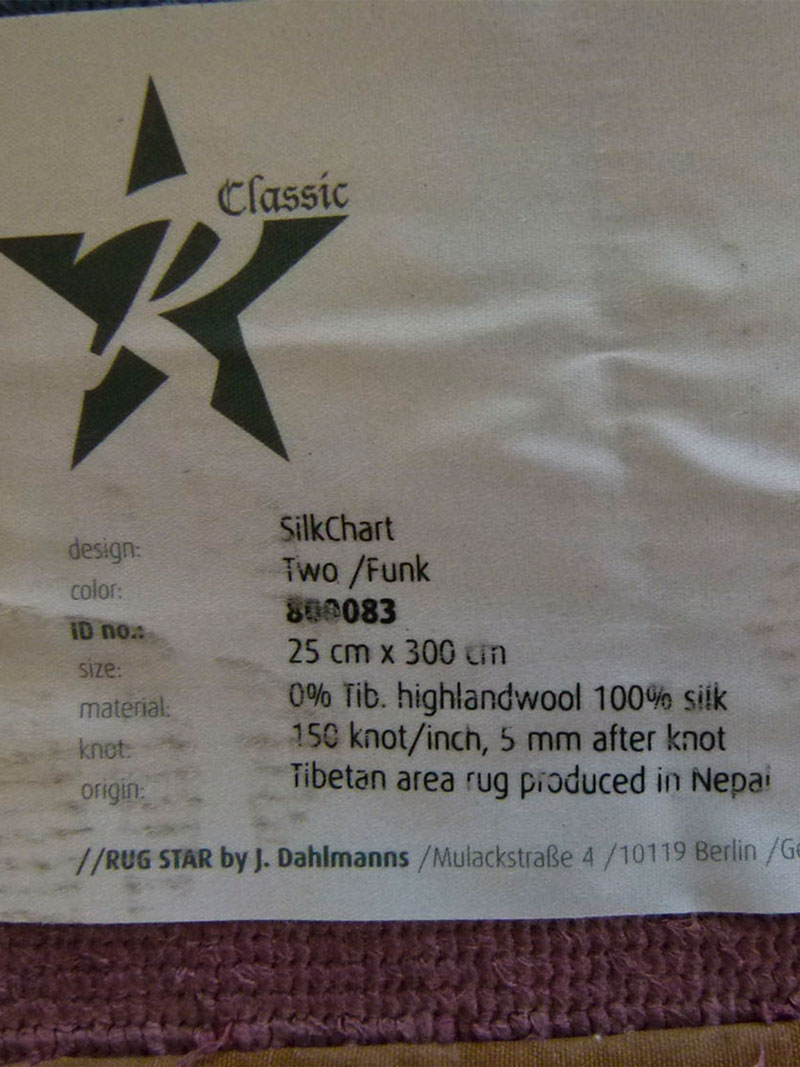 Classic
R
design: SilkChart
color: Two /Funk
ID no.: 800083
size: 25 cm x 300 cm
material: 0% Tib. highlandwool 100% silk
knot: 150 knot/inch, 5 mm after knot
origin: Tibetan area rug produced in Nepal
//RUG STAR by J. Dahlmanns /Mulackstraße 4 /10119 Berlin